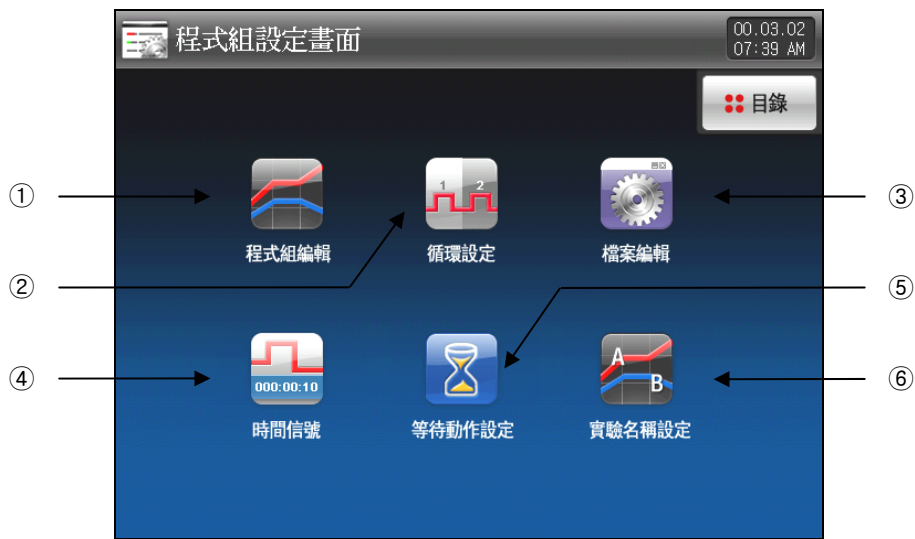 程式組設定畫面
00.03.02
07:39 AM
目錄
①
③
1 2
程式組編輯
循環設定
檔案編輯
②
⑤
④
⑥
000:00:10
A
B
時間信號
等待動作設定
實驗名稱設定